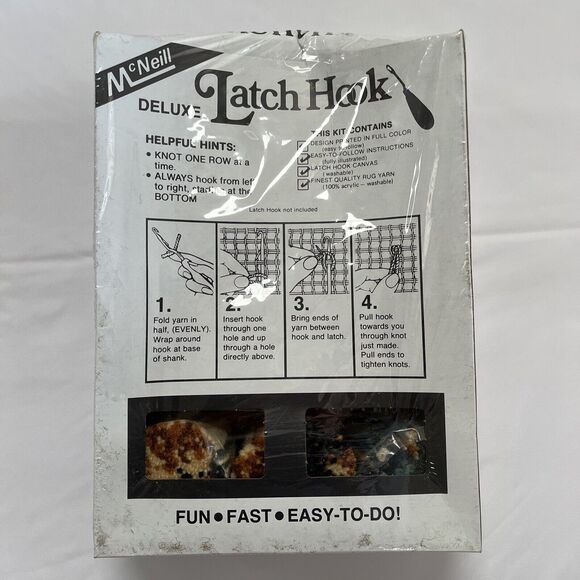 McNeill
DELUXE Latch Hook
HELPFUL HINTS:
• KNOT ONE ROW at a
time.
• ALWAYS hook from left
to right, starting at the
BOTTOM
THIS KIT CONTAINS
DESIGN PRINTED IN FULL COLOR
(easy to follow)
EASY-TO-FOLLOW INSTRUCTIONS
(fully illustrated)
LATCH HOOK CANVAS
(washable)
FINEST QUALITY RUG YARN
(100% acrylic – washable)
Latch Hook not included
1.
Fold yarn in
half, (EVENLY).
Wrap around
hook at base
of shank.
2.
Insert hook
through one
hole and up
through a hole
directly above.
3.
Bring ends of
yarn between
hook and latch.
4.
Pull hook
towards you
through knot
just made.
Pull ends to
tighten knots.
FUN • FAST • EASY-TO-DO!